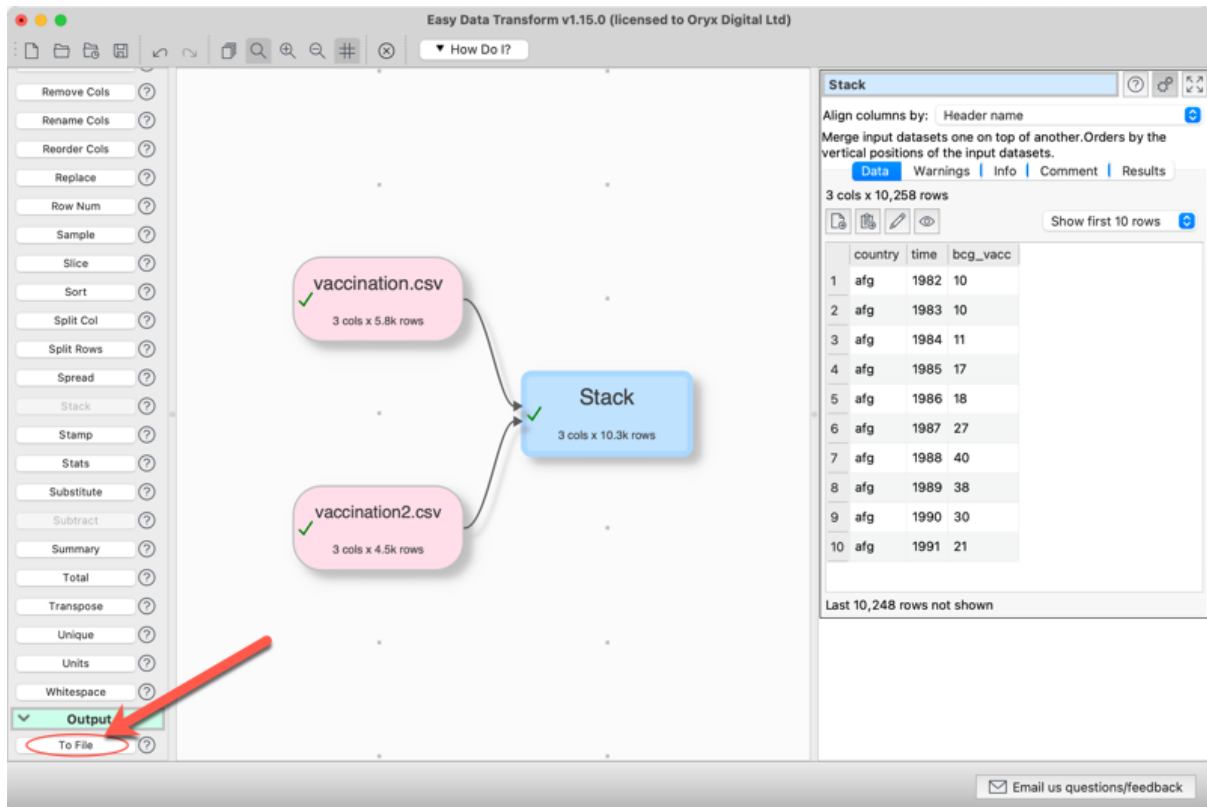 Easy Data Transform v1.15.0 (licensed to Oryx Digital Ltd)
▼ How Do I?
Remove Cols ?
Rename Cols ?
Reorder Cols ?
Replace ?
Row Num ?
Sample ?
Slice ?
Sort ?
Split Col ?
Split Rows ?
Spread ?
Stack ?
Stamp ?
Stats ?
Substitute ?
Subtract ?
Summary ?
Total ?
Transpose ?
Unique ?
Units ?
Whitespace ?
Output
To File ?
vaccination.csv
3 cols x 5.8k rows
vaccination2.csv
3 cols x 4.5k rows
Stack
3 cols x 10.3k rows
Stack ?
Align columns by: Header name
Merge input datasets one on top of another.Orders by the
vertical positions of the input datasets.
Data Warnings Info Comment Results
3 cols x 10,258 rows
Show first 10 rows
country time bcg_vacc
1 afg 1982 10
2 afg 1983 10
3 afg 1984 11
4 afg 1985 17
5 afg 1986 18
6 afg 1987 27
7 afg 1988 40
8 afg 1989 38
9 afg 1990 30
10 afg 1991 21
Last 10,248 rows not shown
Email us questions/feedback